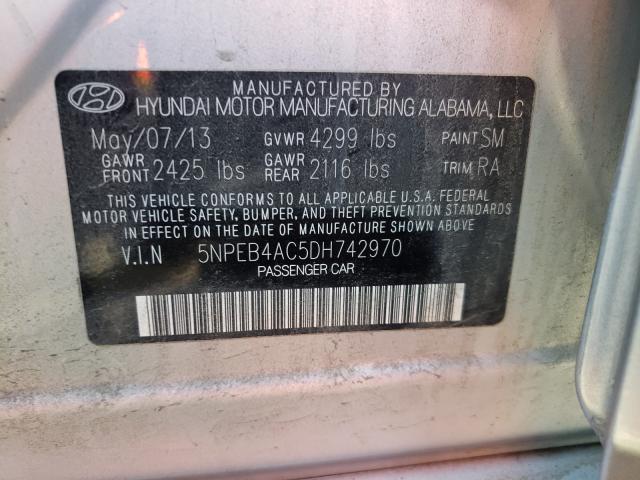 MANUFACTURED BY
HYUNDAI MOTOR MANUFACTURING ALABAMA, LLC
May/07/13 GVWR 4299 lbs PAINT SM
GAWR FRONT 2425 lbs GAWR REAR 2116 lbs TRIM RA
THIS VEHICLE CONFORMS TO ALL APPLICABLE U.S.A. FEDERAL
MOTOR VEHICLE SAFETY, BUMPER, AND THEFT PREVENTION STANDARDS
IN EFFECT ON THE DATE OF MANUFACTURE SHOWN ABOVE.
V.I.N 5NPEB4AC5DH742970
PASSENGER CAR